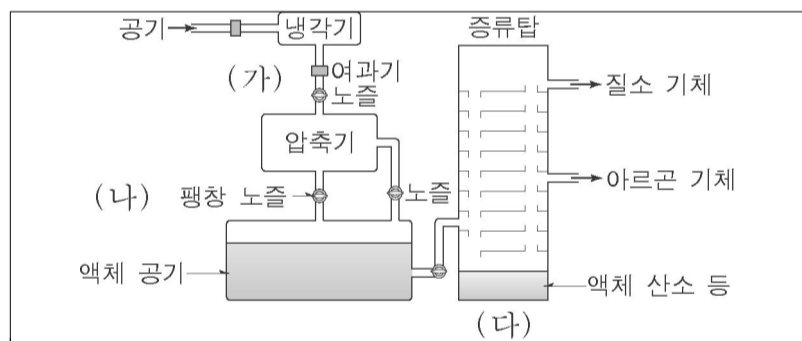 공기
냉각기
증류탑
(가)
여과기
노즐
질소 기체
압축기
(나)
팽창 노즐
노즐
아르곤 기체
액체 공기
액체 산소 등
(다)